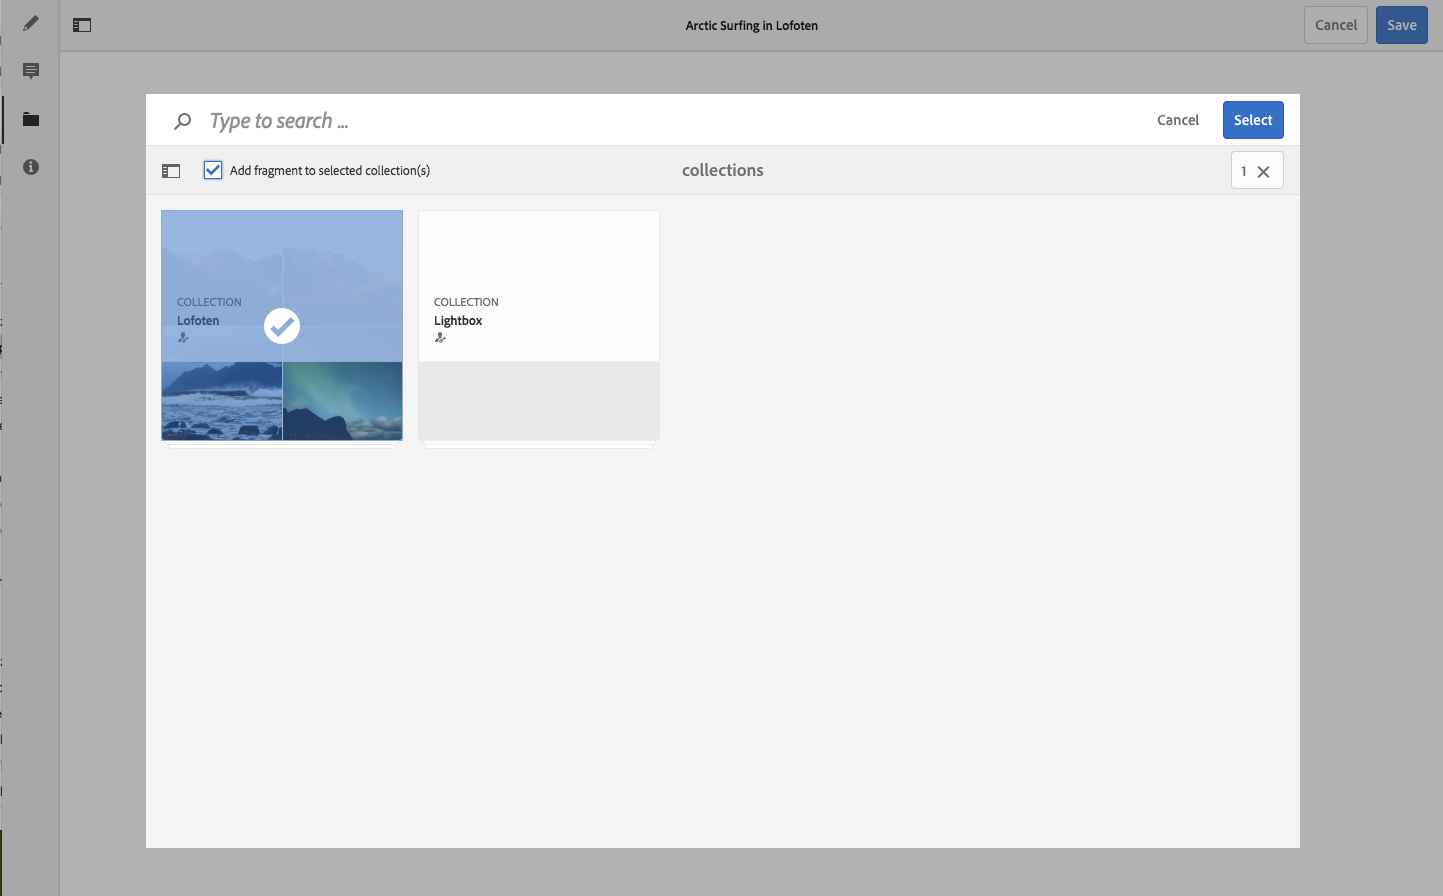 Arctic Surfing in Lofoten
Cancel
Save
Type to search ...
Cancel
Select
Add fragment to selected collection(s)
collections
1
COLLECTION
Lofoten
COLLECTION
Lightbox